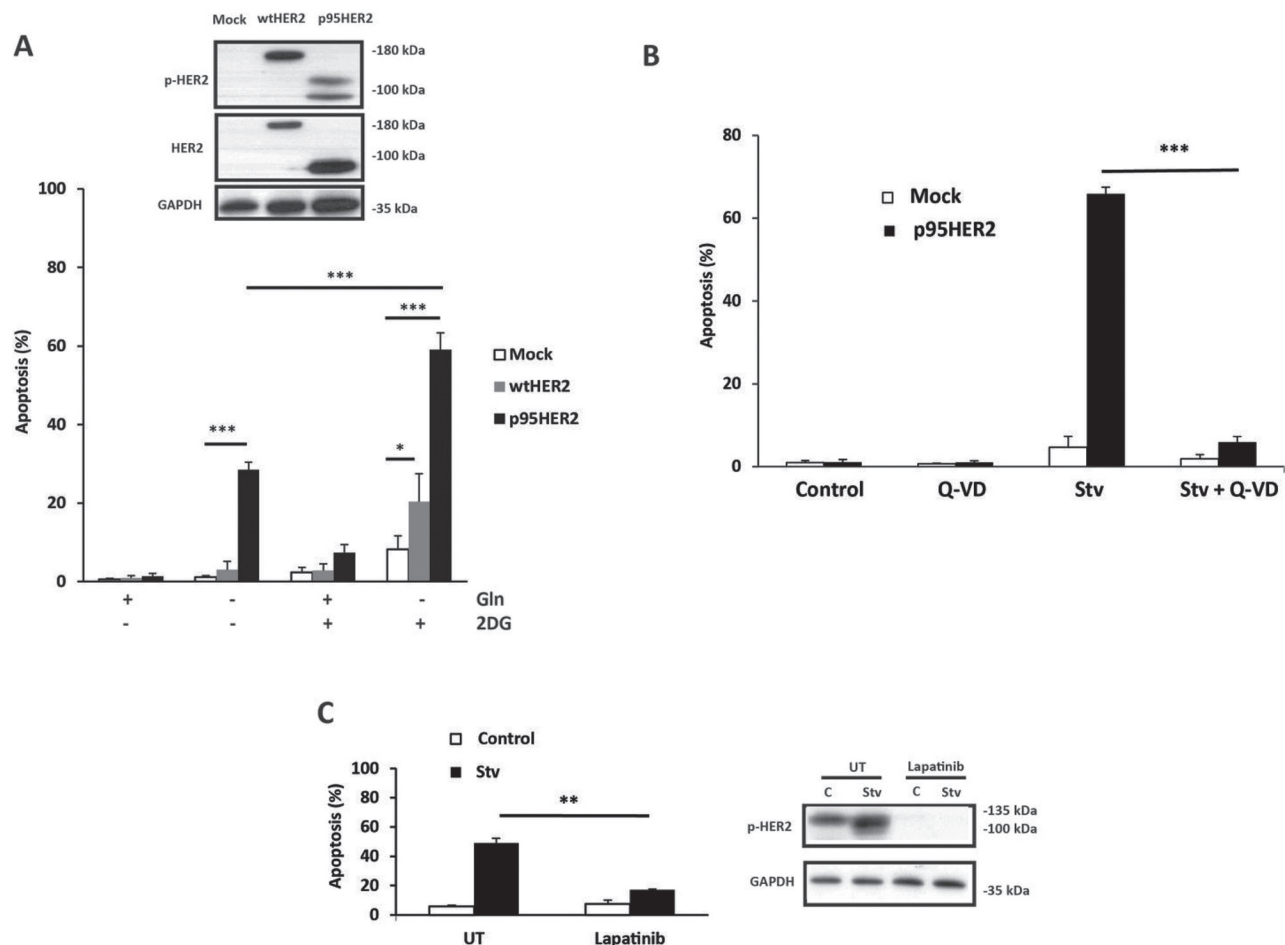 A
Mock wtHER2 p95HER2
p-HER2
-180 kDa
-100 kDa
HER2
-180 kDa
-100 kDa
GAPDH
-35 kDa
Apoptosis (%)
100
80
60
40
20
0
***
***
***
*
Mock
wtHER2
p95HER2
+ - + - Gln
- - + + 2DG
B
Apoptosis (%)
80
60
40
20
0
***
Mock
p95HER2
Control Q-VD Stv Stv + Q-VD
C
Control
Stv
Apoptosis (%)
100
80
60
40
20
0
**
UT Lapatinib
UT Lapatinib
C Stv C Stv
p-HER2
-135 kDa
-100 kDa
GAPDH
-35 kDa